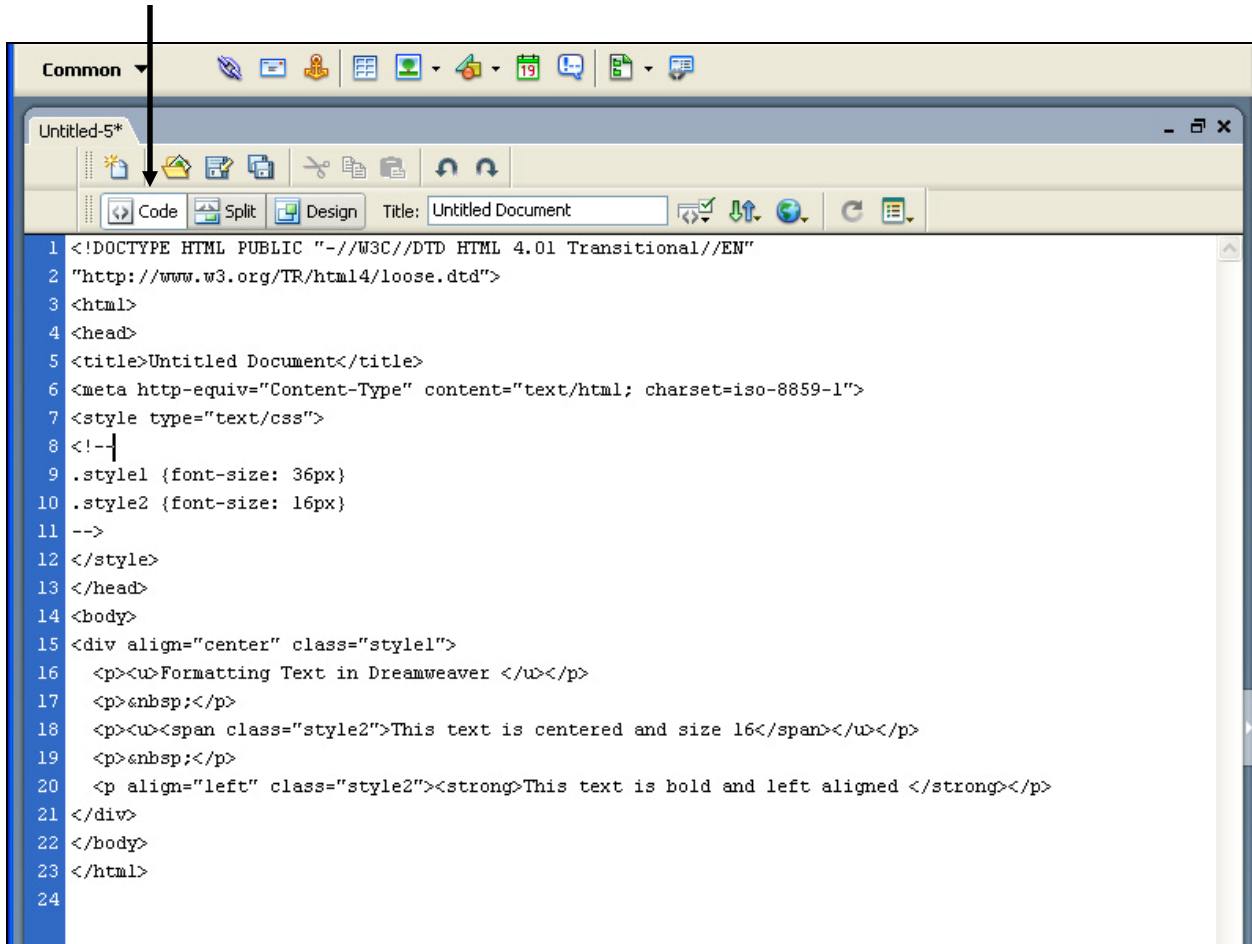 Common
19
Untitled-5*
Code Split Design Title: Untitled Document
1 <!DOCTYPE HTML PUBLIC "-//W3C//DTD HTML 4.01 Transitional//EN"
2 "http://www.w3.org/TR/html4/loose.dtd">
3 <html>
4 <head>
5 <title>Untitled Document</title>
6 <meta http-equiv="Content-Type" content="text/html; charset=iso-8859-1">
7 <style type="text/css">
8 <!--
9 .style1 {font-size: 36px}
10 .style2 {font-size: 16px}
11 -->
12 </style>
13 </head>
14 <body>
15 <div align="center" class="style1">
16   <p><u>Formatting Text in Dreamweaver </u></p>
17   <p>&nbsp;</p>
18   <p><u><span class="style2">This text is centered and size 16</span></u></p>
19   <p>&nbsp;</p>
20   <p align="left" class="style2"><strong>This text is bold and left aligned </strong></p>
21 </div>
22 </body>
23 </html>
24